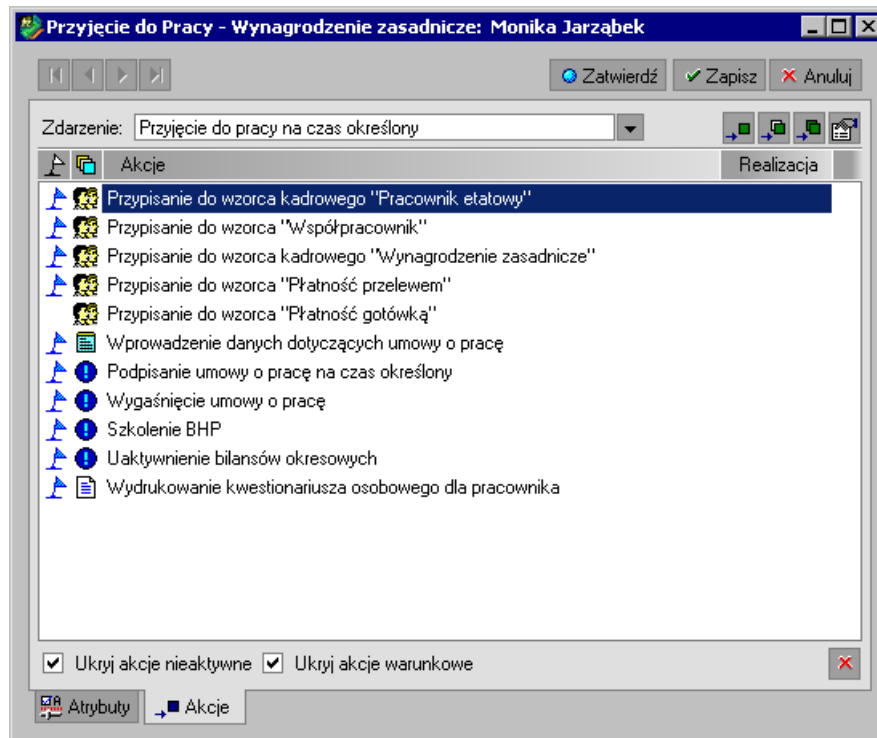 Przyjęcie do Pracy - Wynagrodzenie zasadnicze: Monika Jarząbek
Zatwierdź Zapisz Anuluj
Zdarzenie: Przyjęcie do pracy na czas określony
Akcje Realizacja
Przypisanie do wzorca kadrowego "Pracownik etatowy"
Przypisanie do wzorca "Współpracownik"
Przypisanie do wzorca kadrowego "Wynagrodzenie zasadnicze"
Przypisanie do wzorca "Płatność przelewem"
Przypisanie do wzorca "Płatność gotówką"
Wprowadzenie danych dotyczących umowy o pracę
Podpisanie umowy o pracę na czas określony
Wygaśnięcie umowy o pracę
Szkolenie BHP
Uaktywnienie bilansów okresowych
Wydrukowanie kwestionariusza osobowego dla pracownika
Ukryj akcje nieaktywne Ukryj akcje warunkowe
Atrybuty Akcje